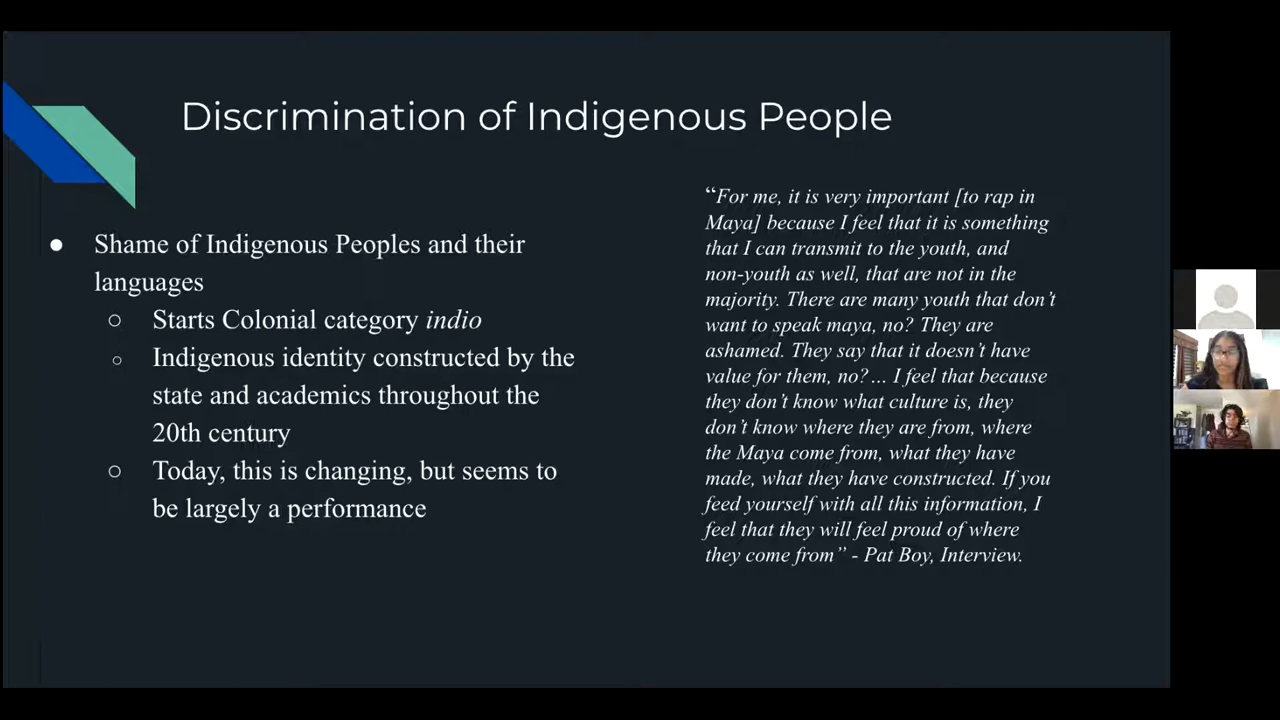 Discrimination of Indigenous People
● Shame of Indigenous Peoples and their
languages
○ Starts Colonial category indio
○ Indigenous identity constructed by the
state and academics throughout the
20th century
○ Today, this is changing, but seems to
be largely a performance
“For me, it is very important [to rap in
Maya] because I feel that it is something
that I can transmit to the youth, and
non-youth as well, that are not in the
majority. There are many youth that don’t
want to speak maya, no? They are
ashamed. They say that it doesn’t have
value for them, no?… I feel that because
they don’t know what culture is, they
don’t know where they are from, where
the Maya come from, what they have
made, what they have constructed. If you
feed yourself with all this information, I
feel that they will feel proud of where
they come from” - Pat Boy, Interview.